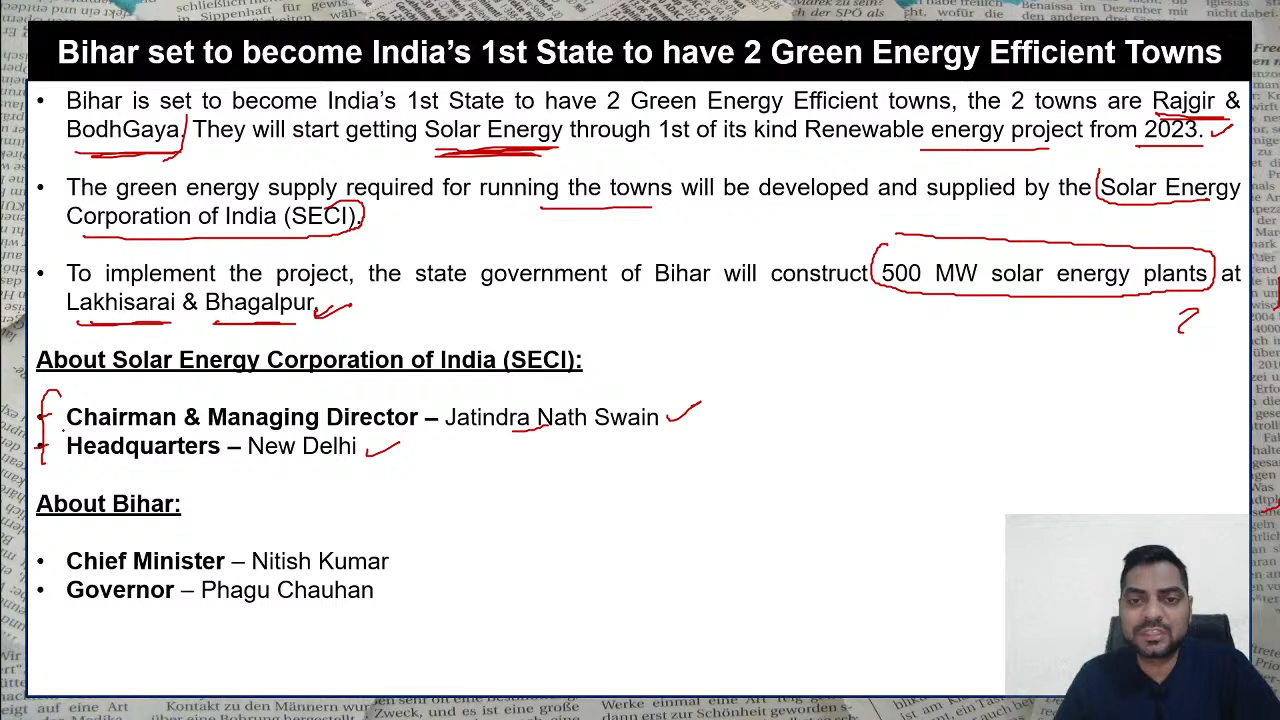 Bihar set to become India's 1st State to have 2 Green Energy Efficient Towns
• Bihar is set to become India's 1st State to have 2 Green Energy Efficient towns, the 2 towns are Rajgir &
BodhGaya. They will start getting Solar Energy through 1st of its kind Renewable energy project from 2023.
• The green energy supply required for running the towns will be developed and supplied by the Solar Energy
Corporation of India (SECI).
• To implement the project, the state government of Bihar will construct 500 MW solar energy plants at
Lakhisarai & Bhagalpur.
?
About Solar Energy Corporation of India (SECI):
• Chairman & Managing Director – Jatindra Nath Swain
• Headquarters – New Delhi
About Bihar:
• Chief Minister – Nitish Kumar
• Governor – Phagu Chauhan